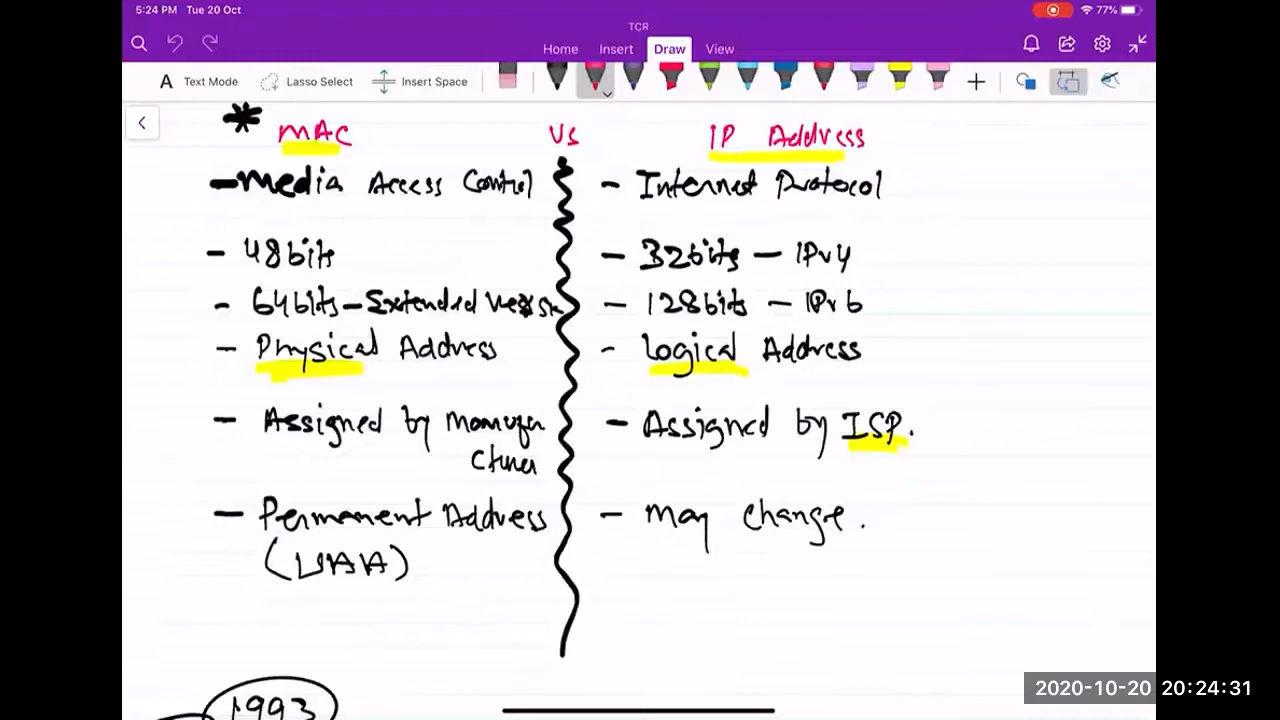 5:24 PM Tue 20 Oct
77%
TCR
Home Insert Draw View
A Text Mode Lasso Select Insert Space
* MAC VS IP Address
- Media Access Control
- Internet Protocol
- 48bits
- 32bits - IPv4
- 64bits - Extended
- 128bits - IPv6
- Physical Address
- Logical Address
- Assigned by
- Assigned by ISP.
- Permanent Address
(UAA)
- May change.
1993
2020-10-20 20:24:31